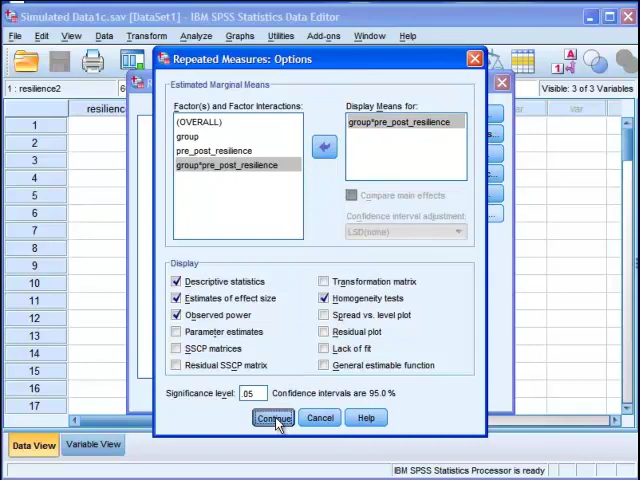 Simulated Data1c.sav [DataSet1] - IBM SPSS Statistics Data Editor
File Edit View Data Transform Analyze Graphs Utilities Add-ons Window Help
1 : resilience2
Visible: 3 of 3 Variables
resilience
var
var
1
2
3
4
5
6
7
8
9
10
11
12
13
14
15
16
17
Repeated Measures: Options
Estimated Marginal Means
Factor(s) and Factor Interactions:
(OVERALL)
group
pre_post_resilience
group*pre_post_resilience
Display Means for:
group*pre_post_resilience
Compare main effects
Confidence interval adjustment:
LSD(none)
Display
Descriptive statistics
Transformation matrix
Estimates of effect size
Homogeneity tests
Observed power
Spread vs. level plot
Parameter estimates
Residual plot
SSCP matrices
Lack of fit
Residual SSCP matrix
General estimable function
Significance level: .05 Confidence intervals are 95.0 %
Continue Cancel Help
Data View Variable View
IBM SPSS Statistics Processor is ready